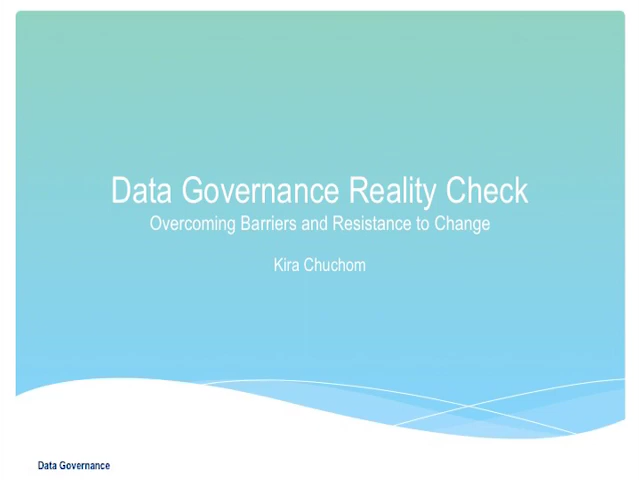 Data Governance Reality Check
Overcoming Barriers and Resistance to Change
Kira Chuchom
Data Governance